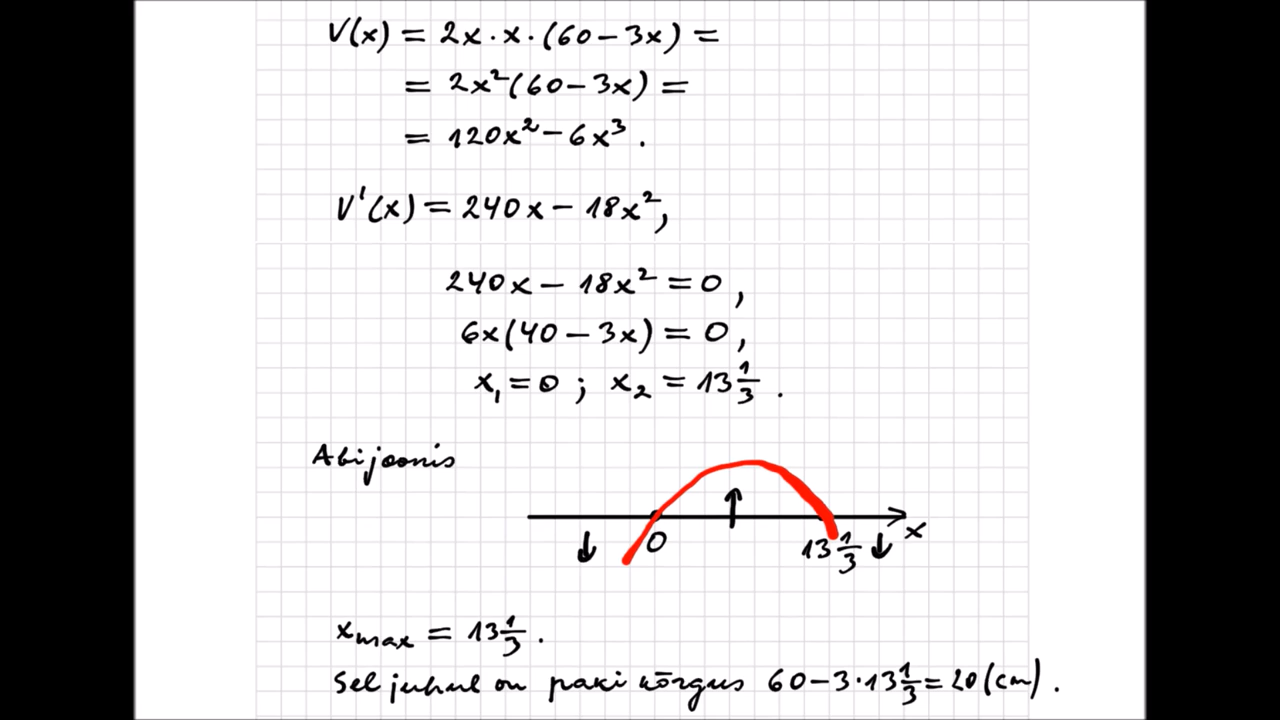 V(x) = 2x·x·(60−3x) =
= 2x²(60−3x) =
= 120x²−6x³.
V'(x) = 240x − 18x²,
240x − 18x² = 0,
6x(40−3x) = 0,
x₁ = 0 ; x₂ = 13 1/3 .
Abijoonis
↓ 0 ↑ 13 1/3 ↓ x
xmax = 13 1/3 .
Sel juhul on paki kõrgus 60−3·13 1/3 = 20 (cm) .